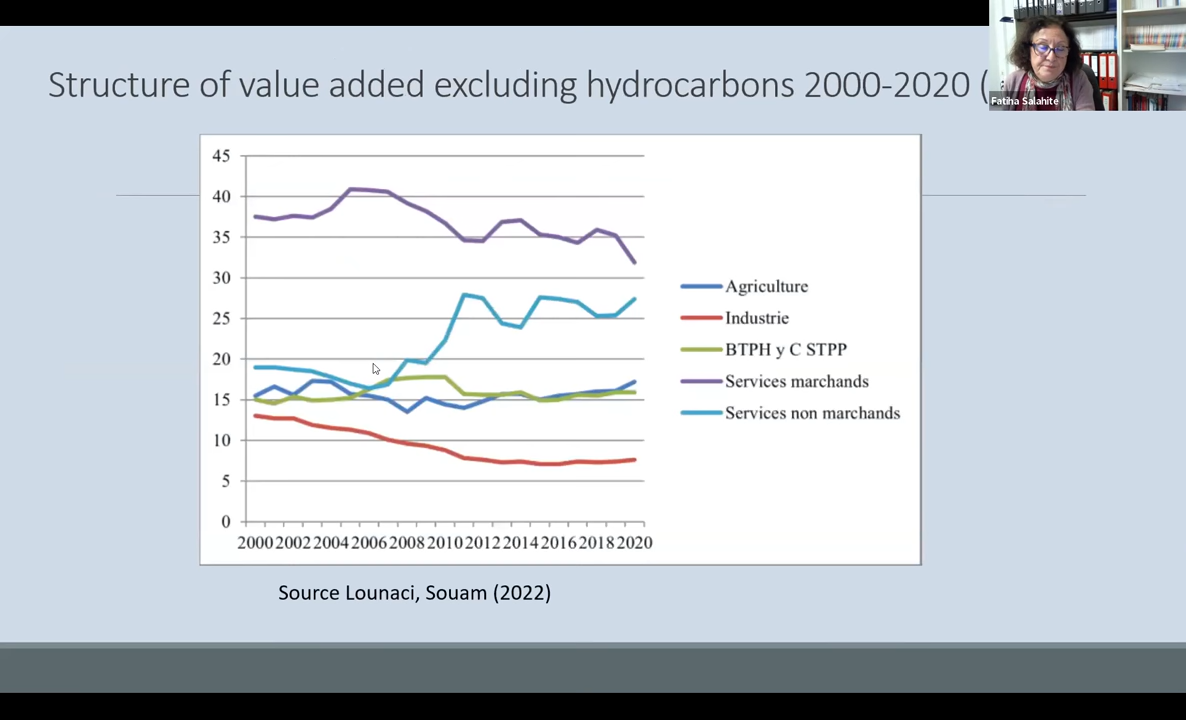 Structure of value added excluding hydrocarbons 2000-2020 (
Fatiha Salahité
45
40
35
30
25
20
15
10
5
0
2000 2002 2004 2006 2008 2010 2012 2014 2016 2018 2020
Agriculture
Industrie
BTPH y C STPP
Services marchands
Services non marchands
Source Lounaci, Souam (2022)